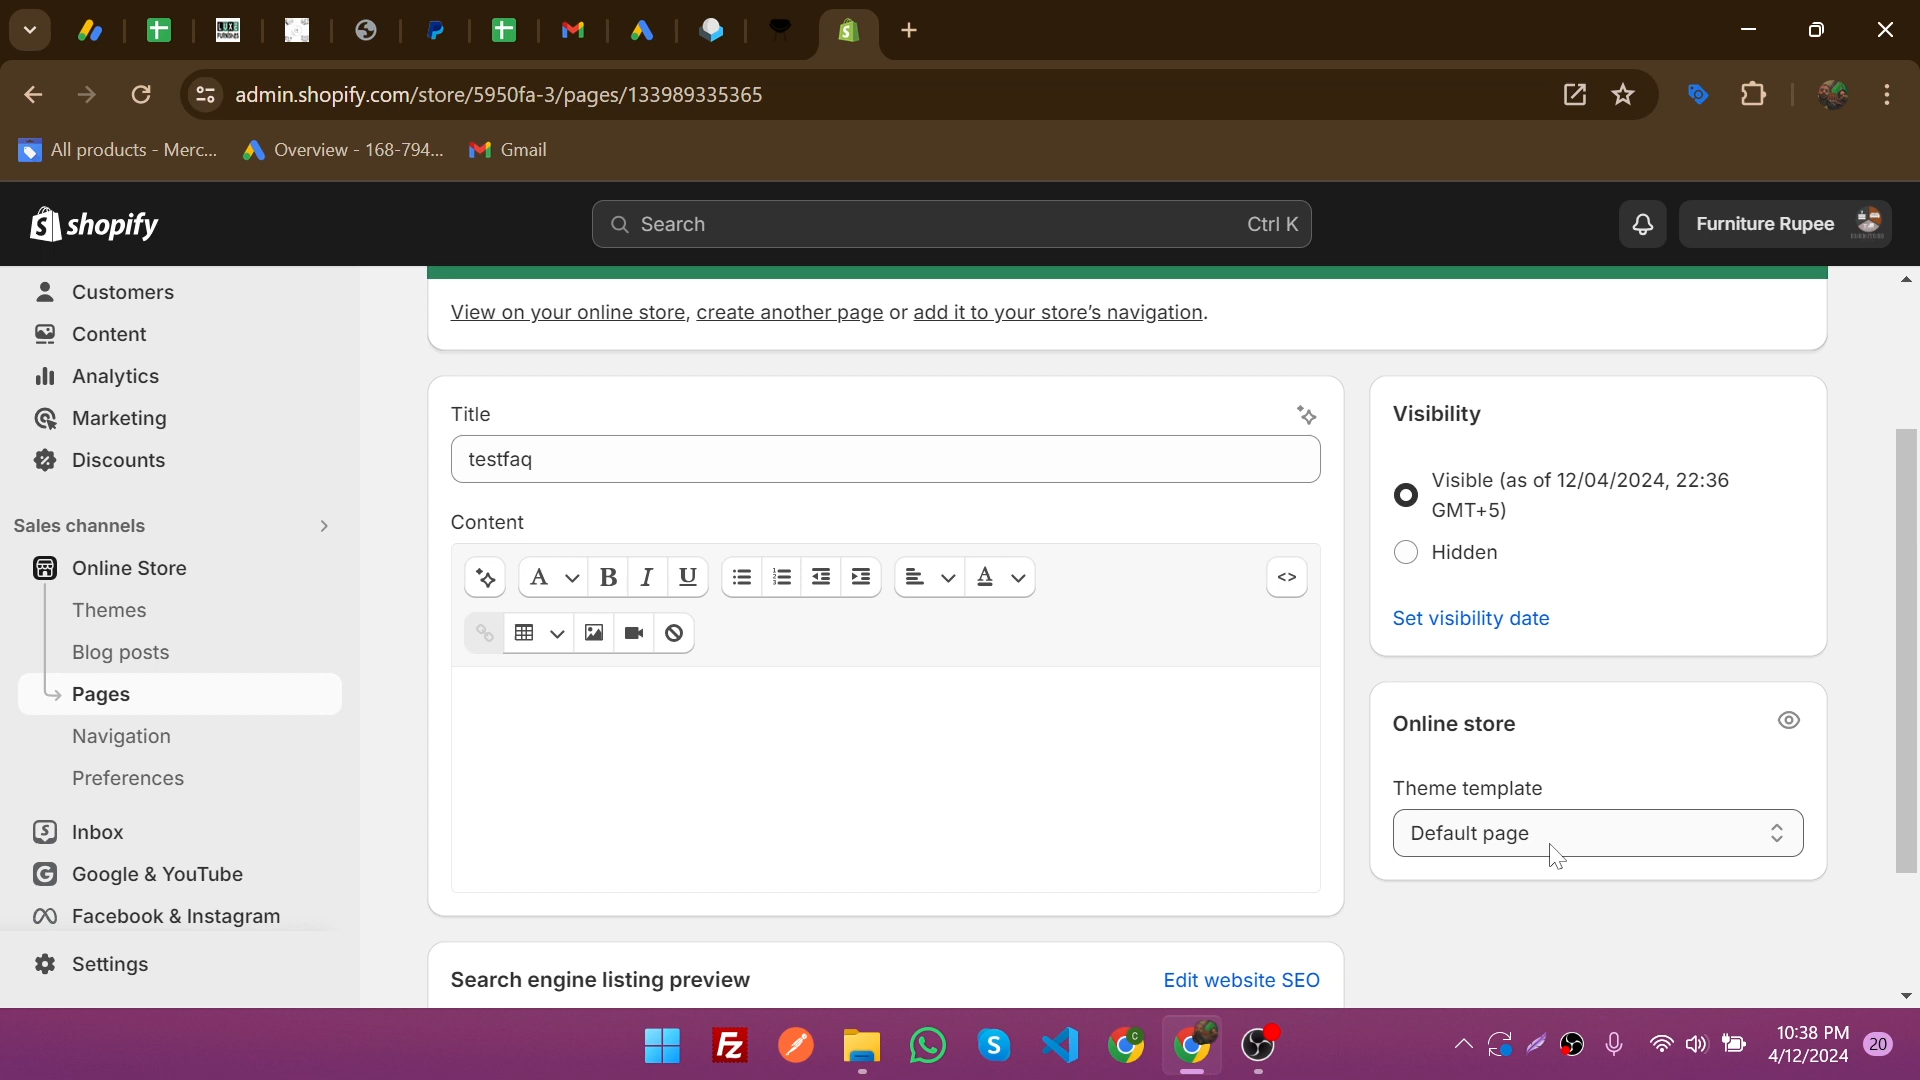 admin.shopify.com/store/5950fa-3/pages/133989335365
All products - Merc...
Overview - 168-794...
Gmail
shopify
Search
Ctrl K
Furniture Rupee
Customers
Content
Analytics
Marketing
Discounts
Sales channels
Online Store
Themes
Blog posts
Pages
Navigation
Preferences
Inbox
Google & YouTube
Facebook & Instagram
Settings
View on your online store, create another page or add it to your store's navigation.
Title
testfaq
Content
Search engine listing preview
Edit website SEO
Visibility
Visible (as of 12/04/2024, 22:36
GMT+5)
Hidden
Set visibility date
Online store
Theme template
Default page
10:38 PM
4/12/2024
20